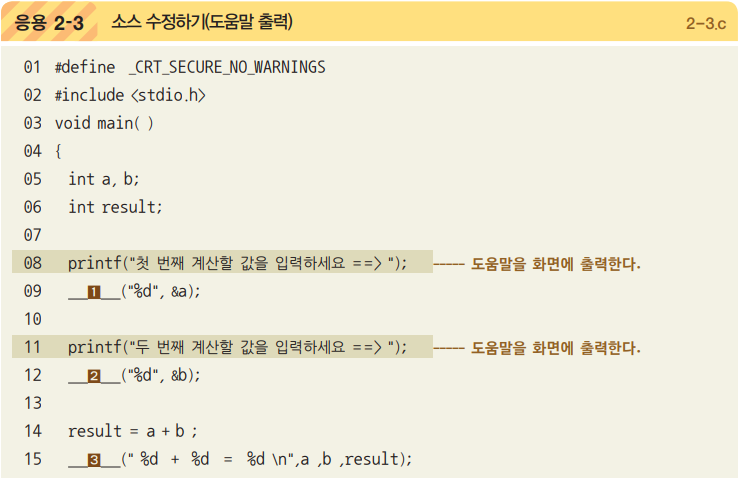 응용 2-3 소스 수정하기(도움말 출력) 2-3.c
01 #define _CRT_SECURE_NO_WARNINGS
02 #include <stdio.h>
03 void main( )
04 {
05 int a, b;
06 int result;
07
08 printf("첫 번째 계산할 값을 입력하세요 ==> "); ----- 도움말을 화면에 출력한다.
09 __1__("%d", &a);
10
11 printf("두 번째 계산할 값을 입력하세요 ==> "); ----- 도움말을 화면에 출력한다.
12 __2__("%d", &b);
13
14 result = a + b ;
15 __3__(" %d + %d = %d \n",a ,b ,result);